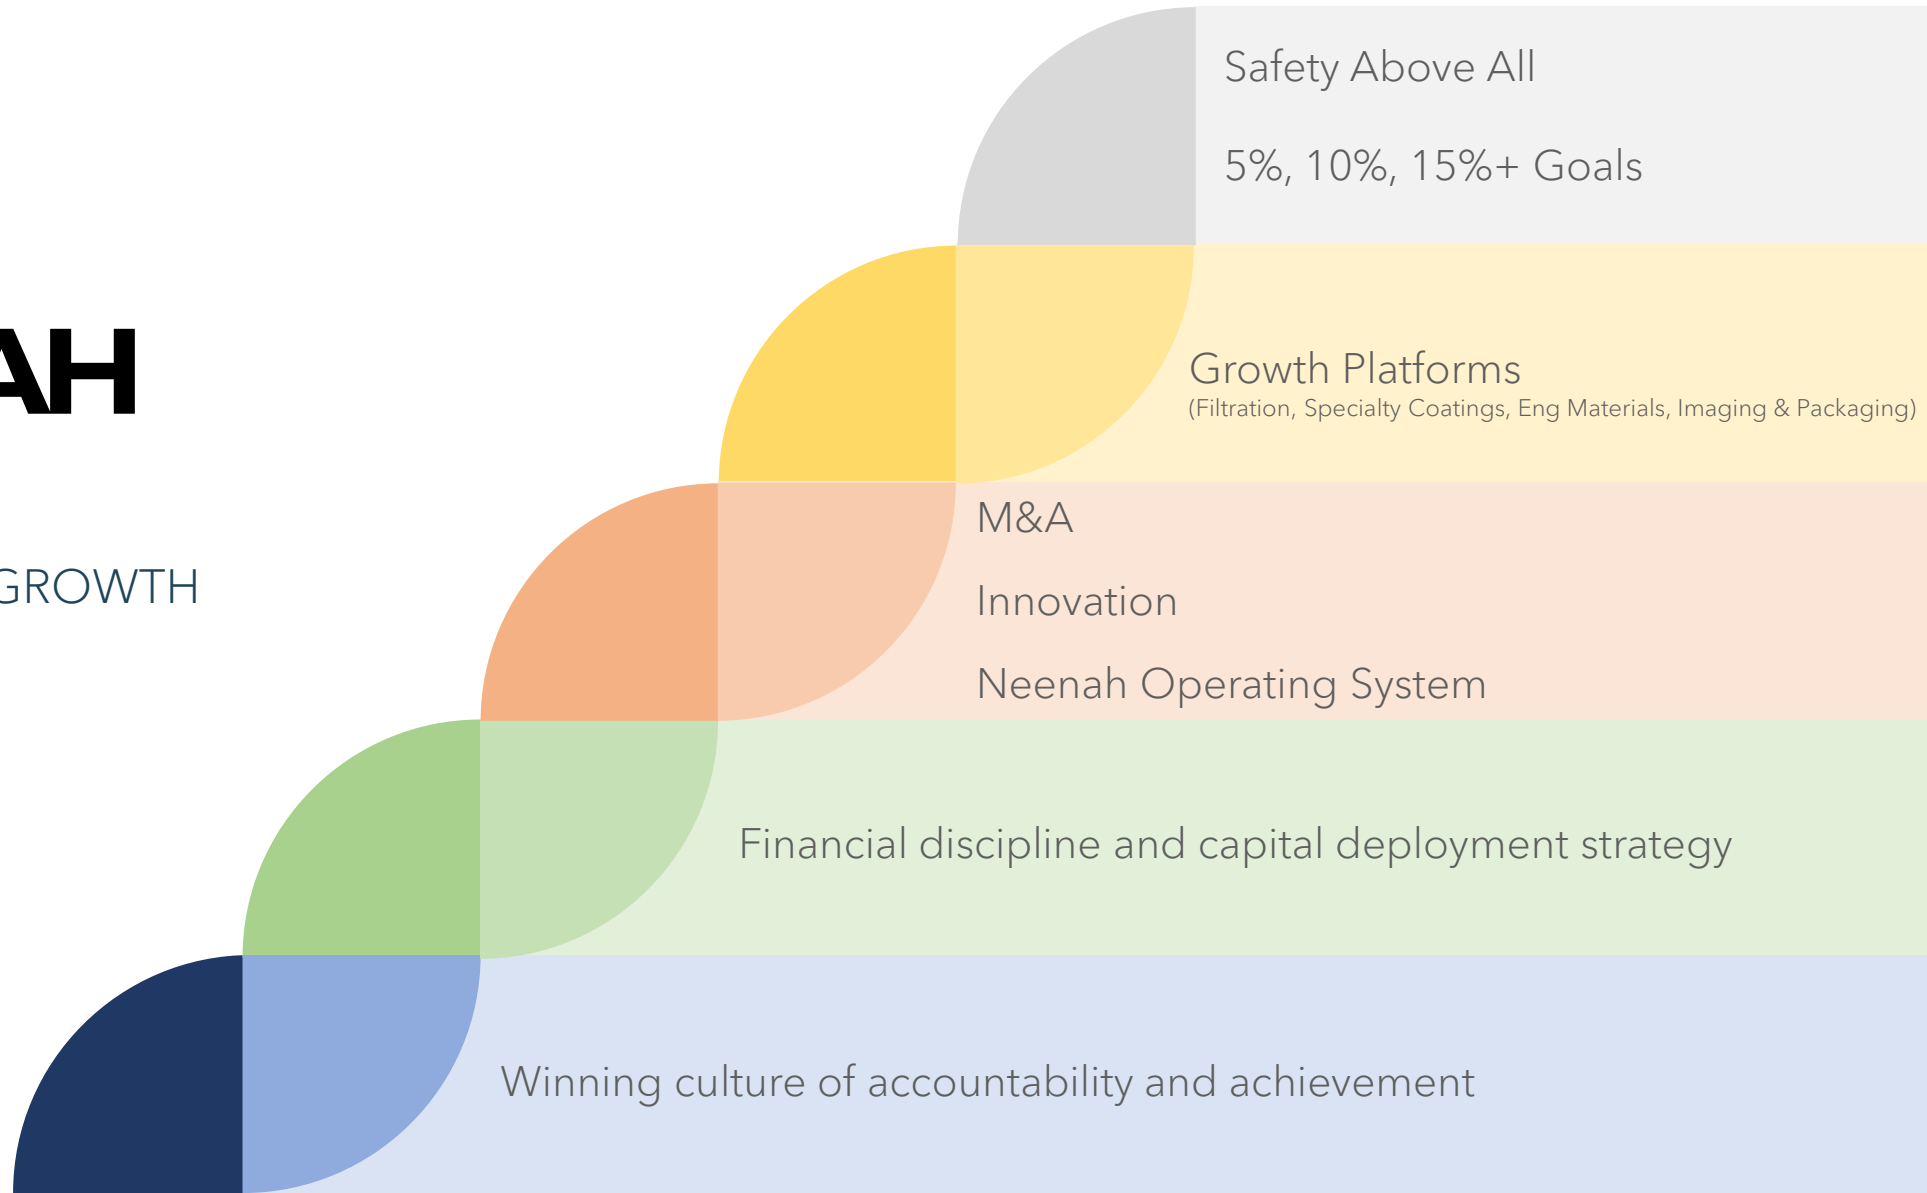 Safety Above All
5%, 10%, 15%+ Goals
AH
Growth Platforms
(Filtration, Specialty Coatings, Eng Materials, Imaging & Packaging)
M&A
GROWTH
Innovation
Neenah Operating System
Financial discipline and capital deployment strategy
Winning culture of accountability and achievement